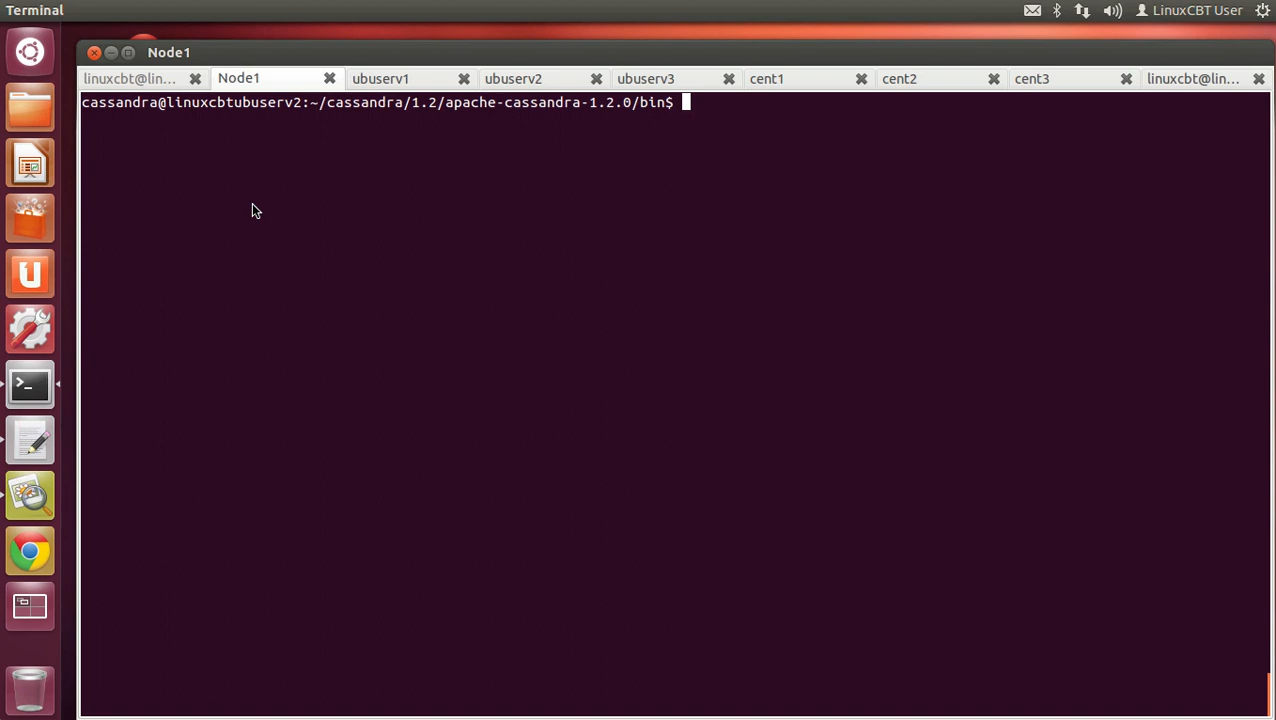 Terminal
LinuxCBT User
Node1
linuxcbt@lin...
Node1
ubuserv1
ubuserv2
ubuserv3
cent1
cent2
cent3
linuxcbt@lin...
cassandra@linuxcbtubuserv2:~/cassandra/1.2/apache-cassandra-1.2.0/bin$